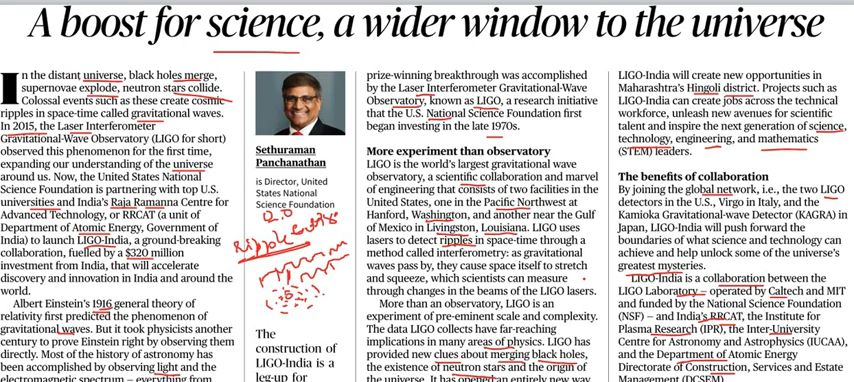 A boost for science, a wider window to the universe
In the distant universe, black holes merge,
supernovae explode, neutron stars collide.
Colossal events such as these create cosmic
ripples in space-time called gravitational waves.
In 2015, the Laser Interferometer
Gravitational-Wave Observatory (LIGO for short)
observed this phenomenon for the first time,
expanding our understanding of the universe
around us. Now, the United States National
Science Foundation is partnering with top U.S.
universities and India's Raja Ramanna Centre for
Advanced Technology, or RRCAT (a unit of
Department of Atomic Energy, Government of
India) to launch LIGO-India, a ground-breaking
collaboration, fuelled by a $320 million
investment from India, that will accelerate
discovery and innovation in India and around the
world.
Albert Einstein's 1916 general theory of
relativity first predicted the phenomenon of
gravitational waves. But it took physicists another
century to prove Einstein right by observing them
directly. Most of the history of astronomy has
been accomplished by observing light and the
electromagnetic spectrum – everything from
Sethuraman
Panchanathan
is Director, United
States National
Science Foundation
Ripple
The
construction of
LIGO-India is a
leg-up for
prize-winning breakthrough was accomplished
by the Laser Interferometer Gravitational-Wave
Observatory, known as LIGO, a research initiative
that the U.S. National Science Foundation first
began investing in the late 1970s.
More experiment than observatory
LIGO is the world's largest gravitational wave
observatory, a scientific collaboration and marvel
of engineering that consists of two facilities in the
United States, one in the Pacific Northwest at
Hanford, Washington, and another near the Gulf
of Mexico in Livingston, Louisiana. LIGO uses
lasers to detect ripples in space-time through a
method called interferometry: as gravitational
waves pass by, they cause space itself to stretch
and squeeze, which scientists can measure
through changes in the beams of the LIGO lasers.
More than an observatory, LIGO is an
experiment of pre-eminent scale and complexity.
The data LIGO collects have far-reaching
implications in many areas of physics. LIGO has
provided new clues about merging black holes,
the existence of neutron stars and the origin of
the universe. It has opened an entirely new way
LIGO-India will create new opportunities in
Maharashtra's Hingoli district. Projects such as
LIGO-India can create jobs across the technical
workforce, unleash new avenues for scientific
talent and inspire the next generation of science,
technology, engineering, and mathematics
(STEM) leaders.
The benefits of collaboration
By joining the global network, i.e., the two LIGO
detectors in the U.S., Virgo in Italy, and the
Kamioka Gravitational-wave Detector (KAGRA) in
Japan, LIGO-India will push forward the
boundaries of what science and technology can
achieve and help unlock some of the universe's
greatest mysteries.
LIGO-India is a collaboration between the
LIGO Laboratory – operated by Caltech and MIT
and funded by the National Science Foundation
(NSF) – and India's RRCAT, the Institute for
Plasma Research (IPR), the Inter-University
Centre for Astronomy and Astrophysics (IUCAA),
and the Department of Atomic Energy
Directorate of Construction, Services and Estate
Management (DCSEM).